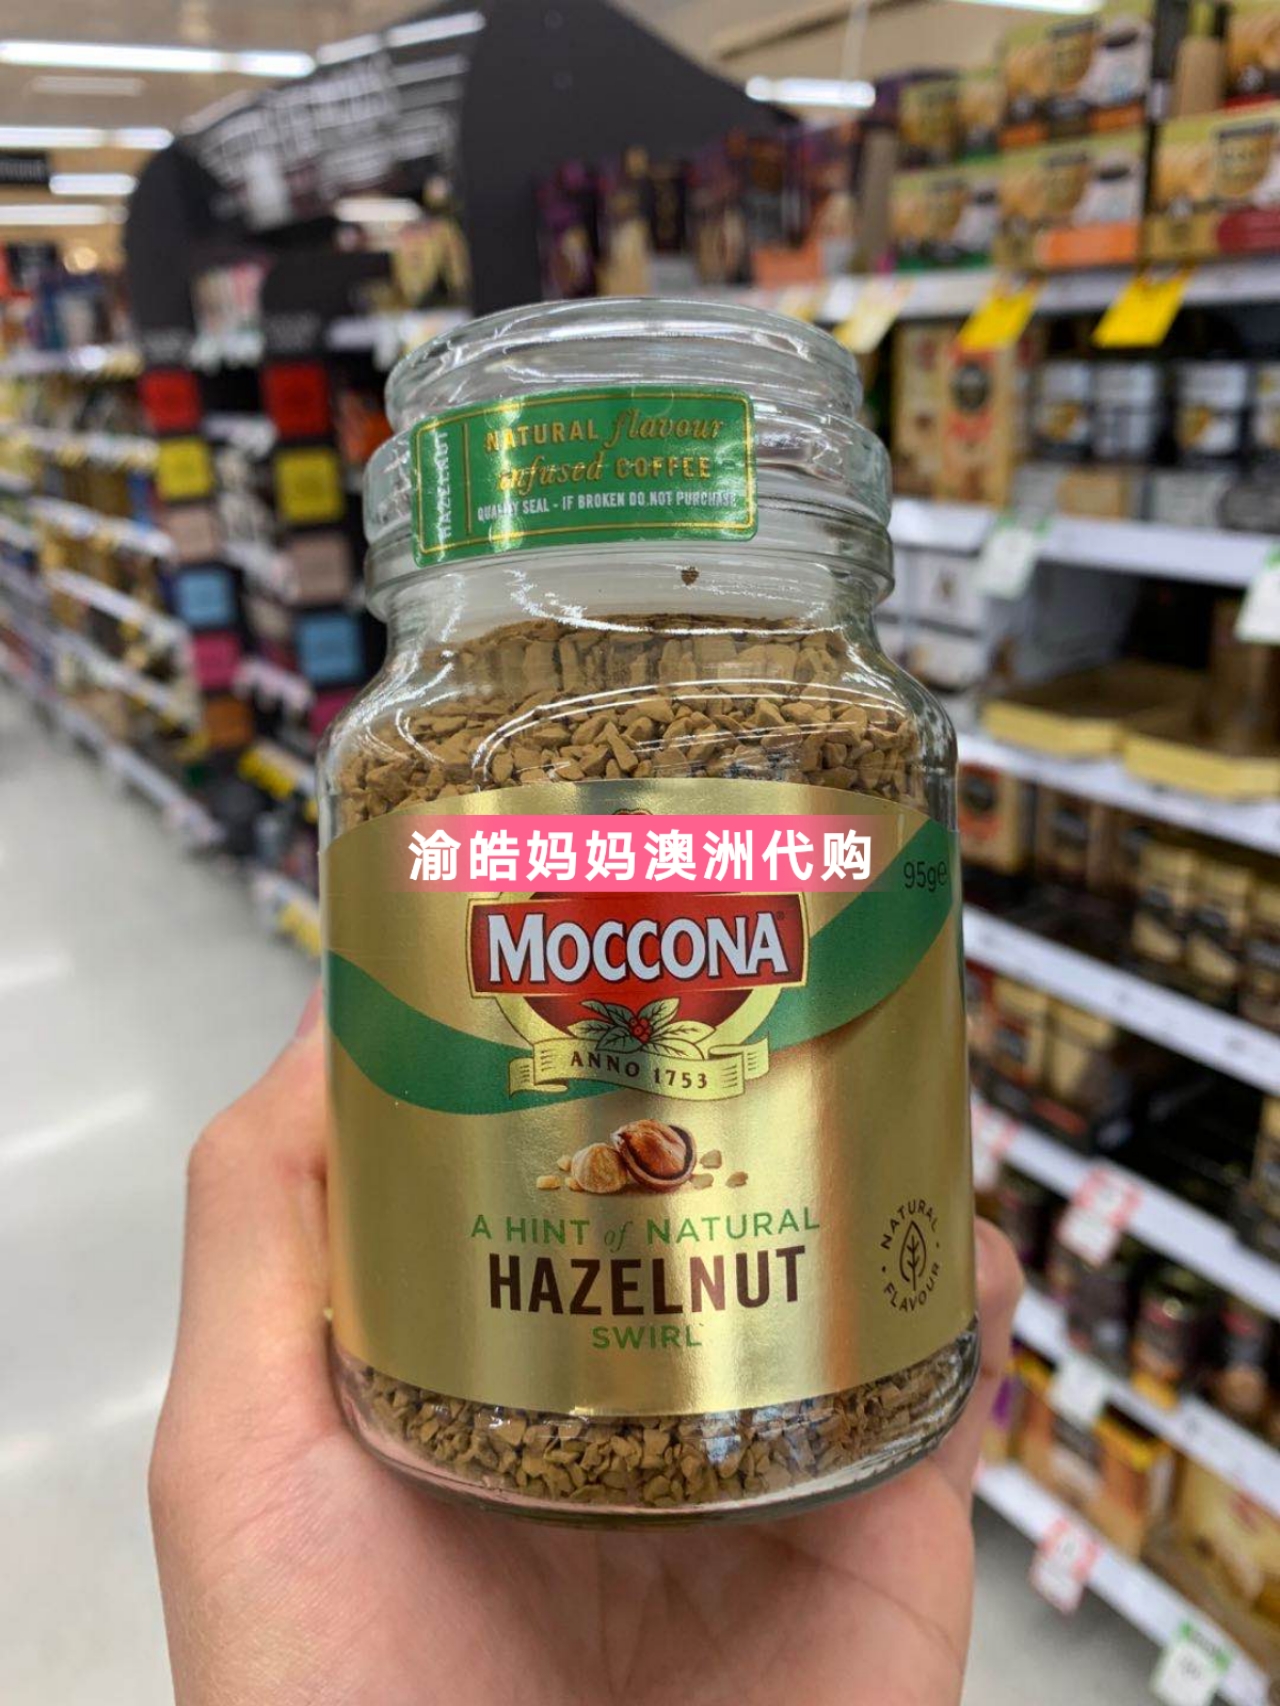 HAZELNUT
NATURAL flavour
infused COFFEE
QUALITY SEAL - IF BROKEN DO NOT PURCHASE
渝皓妈妈澳洲代购
95g℮
MOCCONA
ANNO 1753
A HINT of NATURAL
HAZELNUT
SWIRL
NATURAL
FLAVOUR